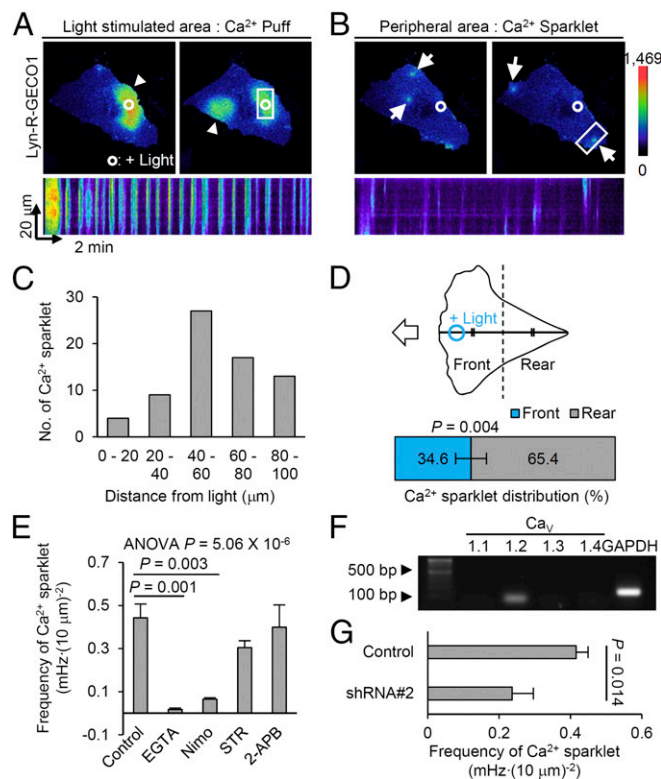 A Light stimulated area : Ca²⁺ Puff
B Peripheral area : Ca²⁺ Sparklet
Lyn-R-GECO1
: + Light
1,469
0
20 μm
2 min
C
No. of Ca²⁺ sparklet
30
20
10
0
0 - 20
20 - 40
40 - 60
60 - 80
80 - 100
Distance from light (μm)
D
+ Light
Front Rear
Front Rear
P = 0.004
34.6 65.4
Ca²⁺ sparklet distribution (%)
E
ANOVA P = 5.06 X 10⁻⁶
P = 0.003
P = 0.001
Frequency of Ca²⁺ sparklet
(mHz·(10 μm)⁻²)
0.7
0.5
0.3
0.1
-0.1
Control
EGTA
Nimo
STR
2-APB
F
Caᵥ
1.1 1.2 1.3 1.4 GAPDH
500 bp
100 bp
G
Control
shRNA#2
P = 0.014
0 0.2 0.4 0.6
Frequency of Ca²⁺ sparklet
(mHz·(10 μm)⁻²)